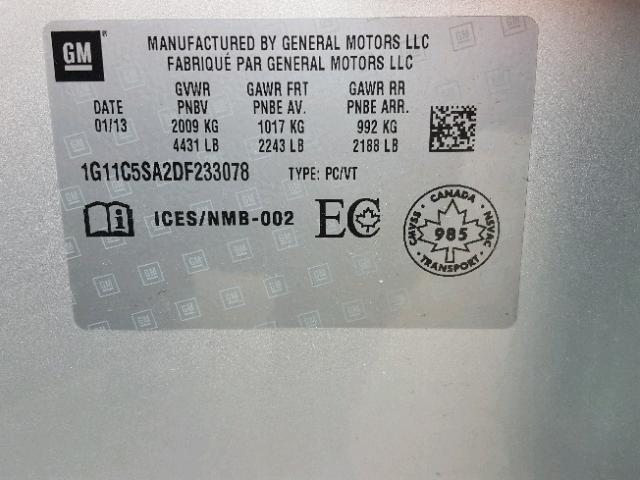 GM
MANUFACTURED BY GENERAL MOTORS LLC
FABRIQUÉ PAR GENERAL MOTORS LLC
GVWR GAWR FRT GAWR RR
DATE PNBV PNBE AV. PNBE ARR.
01/13 2009 KG 1017 KG 992 KG
4431 LB 2243 LB 2188 LB
1G11C5SA2DF233078 TYPE: PC/VT
i ICES/NMB-002 EC
CANADA
CMVSS 985 NSVAC
TRANSPORT